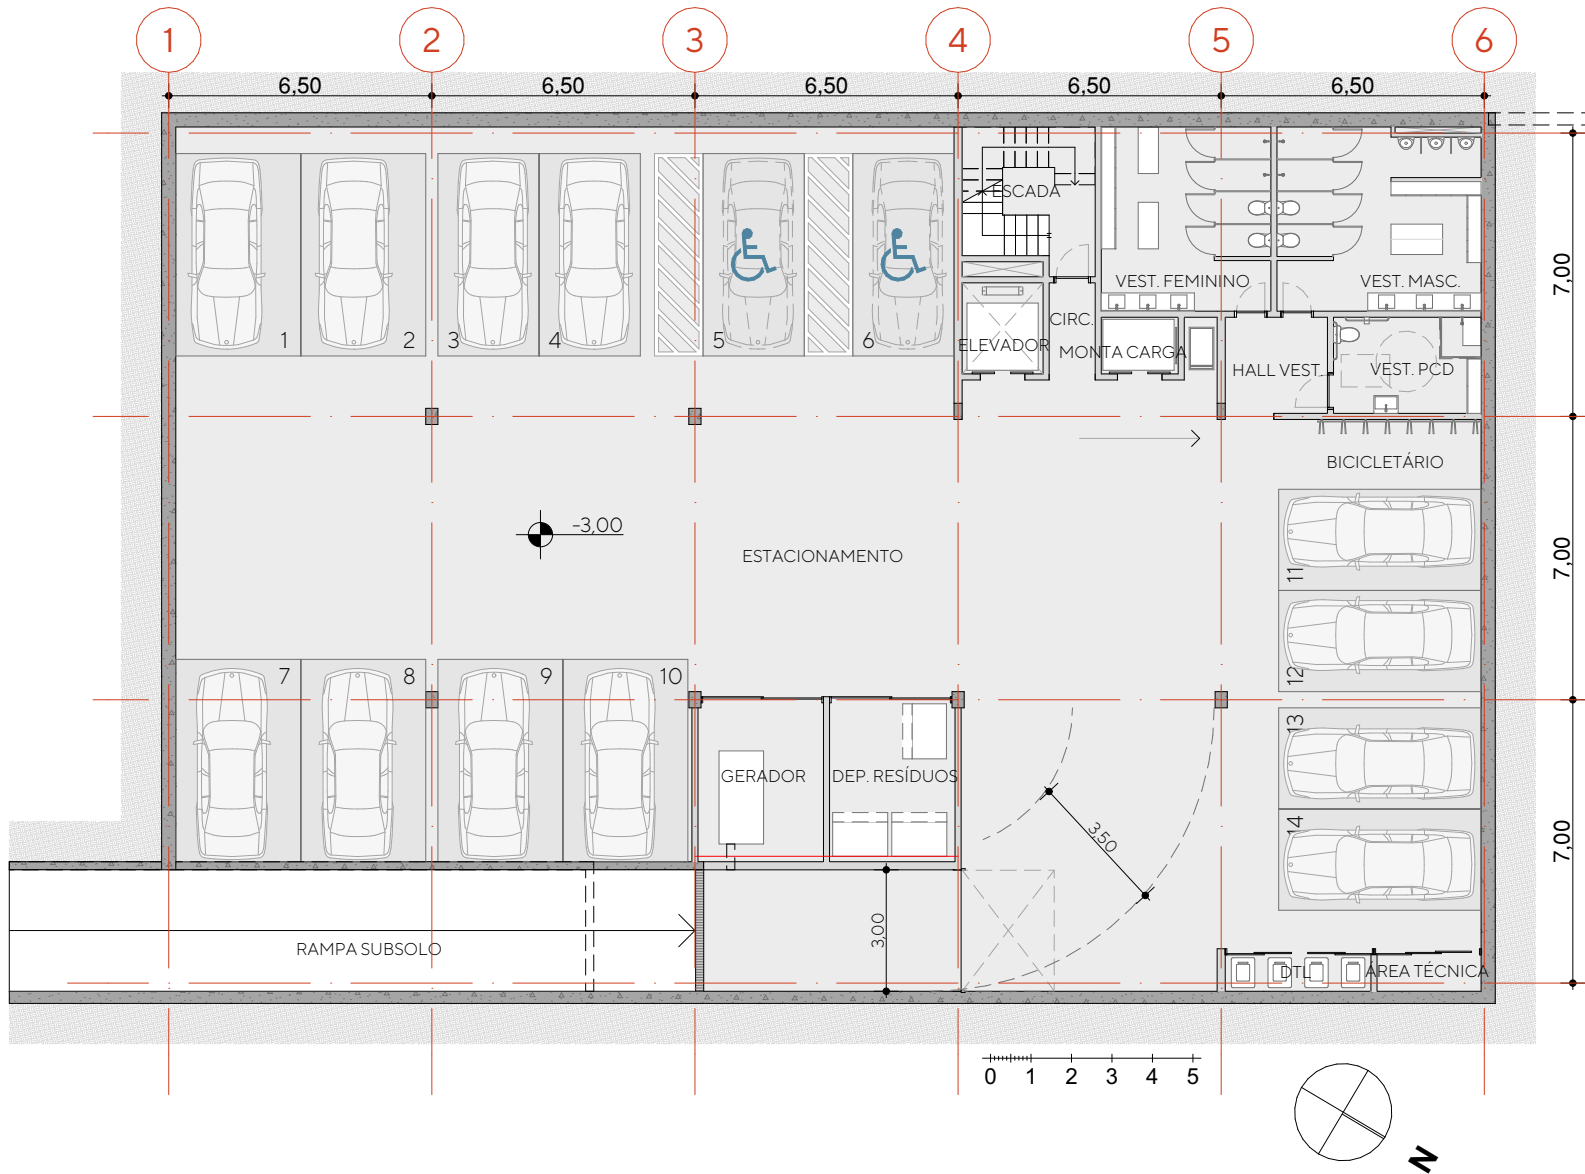 1 2 3 4 5 6
6,50 6,50 6,50 6,50 6,50
ESCADA
7,00
VEST. FEMININO
VEST. MASC.
CIRC.
1 2 3 4 5 6
ELEVADOR
MONTA CARGA
HALL VEST.
VEST. PCD
BICICLETÁRIO
-3,00
ESTACIONAMENTO
7,00
11
12
7 8 9 10
13
GERADOR
DEP. RESÍDUOS
14
3,50
7,00
3,00
RAMPA SUBSOLO
DTL
ÁREA TÉCNICA
0 1 2 3 4 5
N